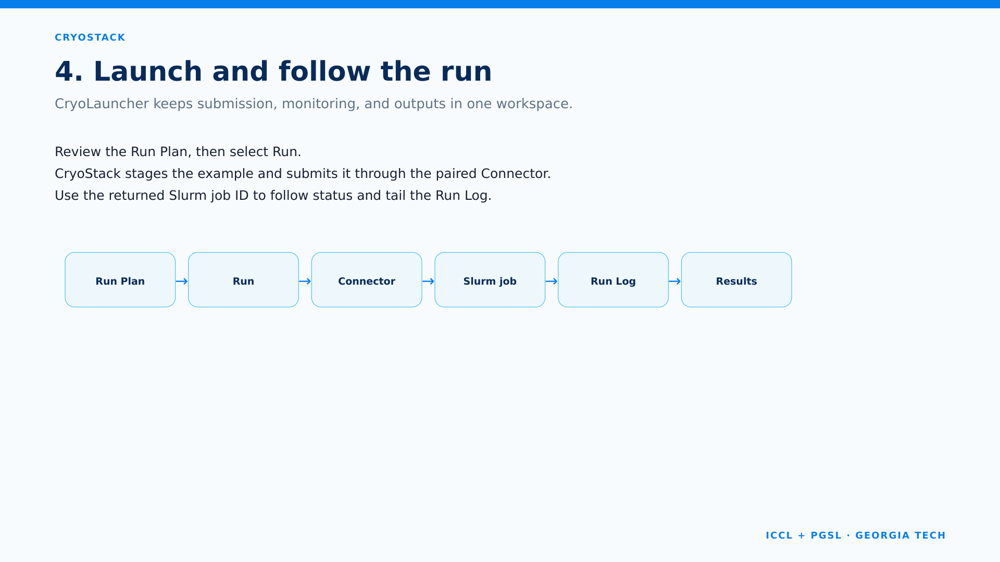 CRYOSTACK
4. Launch and follow the run
CryoLauncher keeps submission, monitoring, and outputs in one workspace.
Review the Run Plan, then select Run.
CryoStack stages the example and submits it through the paired Connector.
Use the returned Slurm job ID to follow status and tail the Run Log.
Run Plan → Run → Connector → Slurm job → Run Log → Results
ICCL + PGSL · GEORGIA TECH